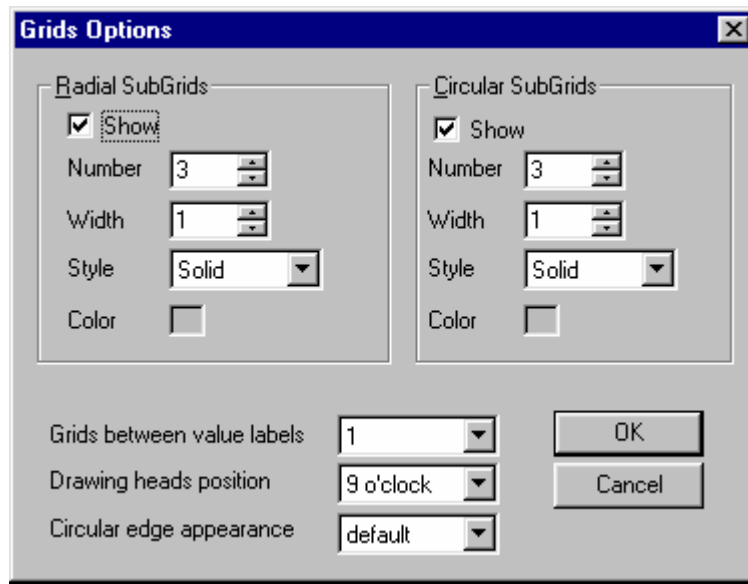 Grids Options
Radial SubGrids
Show
Number 3
Width 1
Style Solid
Color
Circular SubGrids
Show
Number 3
Width 1
Style Solid
Color
Grids between value labels 1
Drawing heads position 9 o'clock
Circular edge appearance default
OK
Cancel